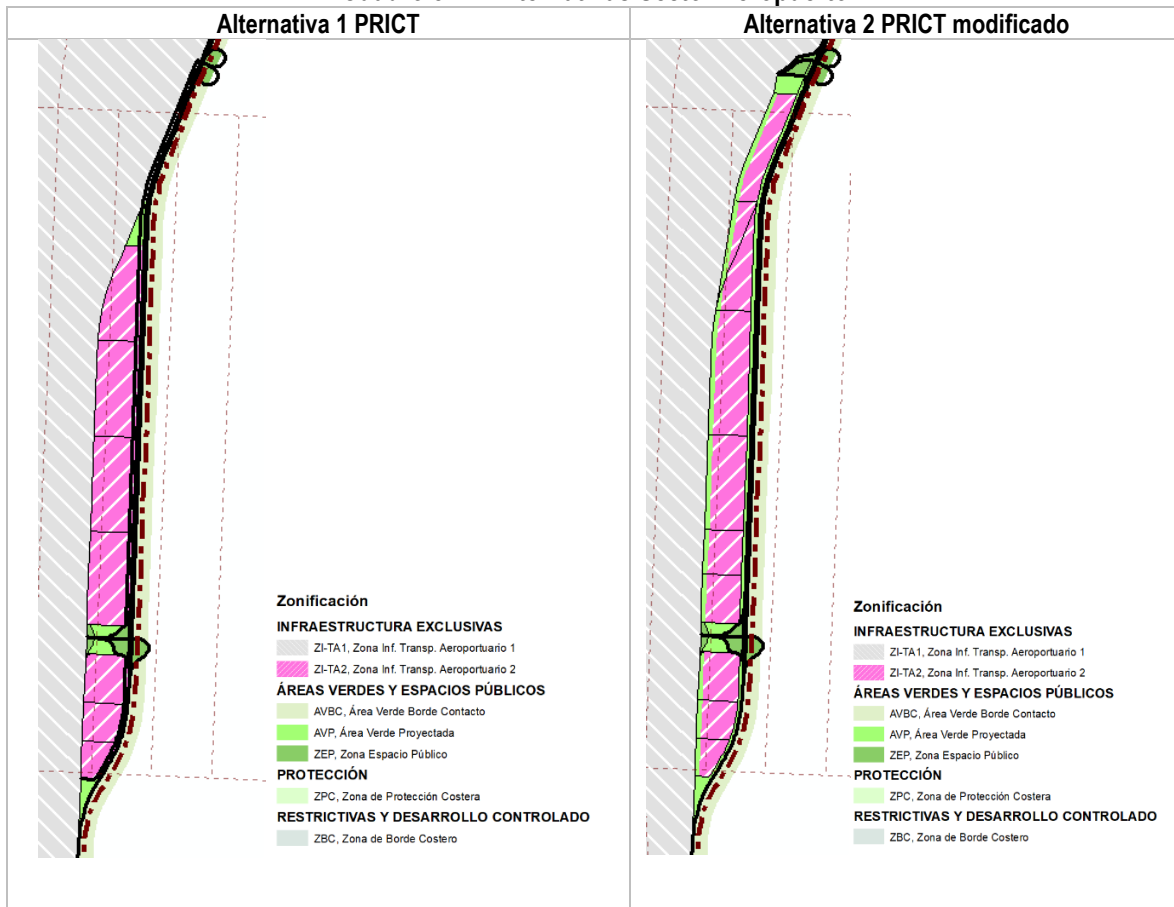 Alternativa 1 PRICT
Alternativa 2 PRICT modificado
Zonificación
INFRAESTRUCTURA EXCLUSIVAS
ZI-TA1, Zona Inf. Transp. Aeroportuario 1
ZI-TA2, Zona Inf. Transp. Aeroportuario 2
ÁREAS VERDES Y ESPACIOS PÚBLICOS
AVBC, Área Verde Borde Contacto
AVP, Área Verde Proyectada
ZEP, Zona Espacio Público
PROTECCIÓN
ZPC, Zona de Protección Costera
RESTRICTIVAS Y DESARROLLO CONTROLADO
ZBC, Zona de Borde Costero
Zonificación
INFRAESTRUCTURA EXCLUSIVAS
ZI-TA1, Zona Inf. Transp. Aeroportuario 1
ZI-TA2, Zona Inf. Transp. Aeroportuario 2
ÁREAS VERDES Y ESPACIOS PÚBLICOS
AVBC, Área Verde Borde Contacto
AVP, Área Verde Proyectada
ZEP, Zona Espacio Público
PROTECCIÓN
ZPC, Zona de Protección Costera
RESTRICTIVAS Y DESARROLLO CONTROLADO
ZBC, Zona de Borde Costero